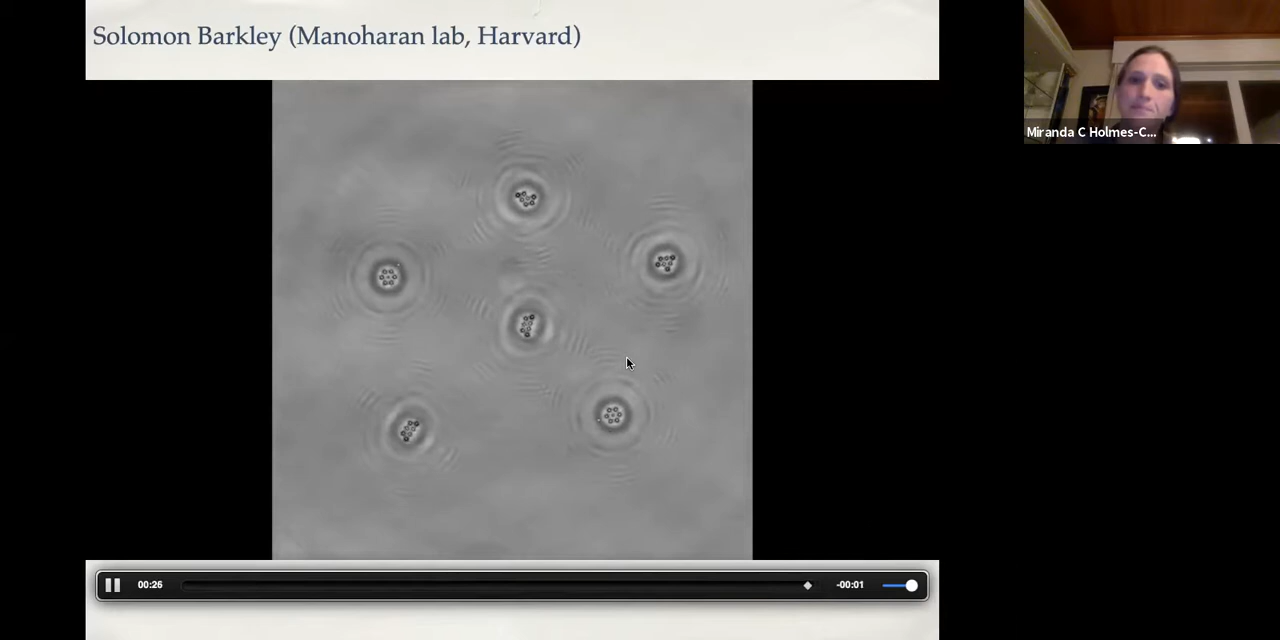 Solomon Barkley (Manoharan lab, Harvard)
Miranda C Holmes-C...
00:26
-00:01